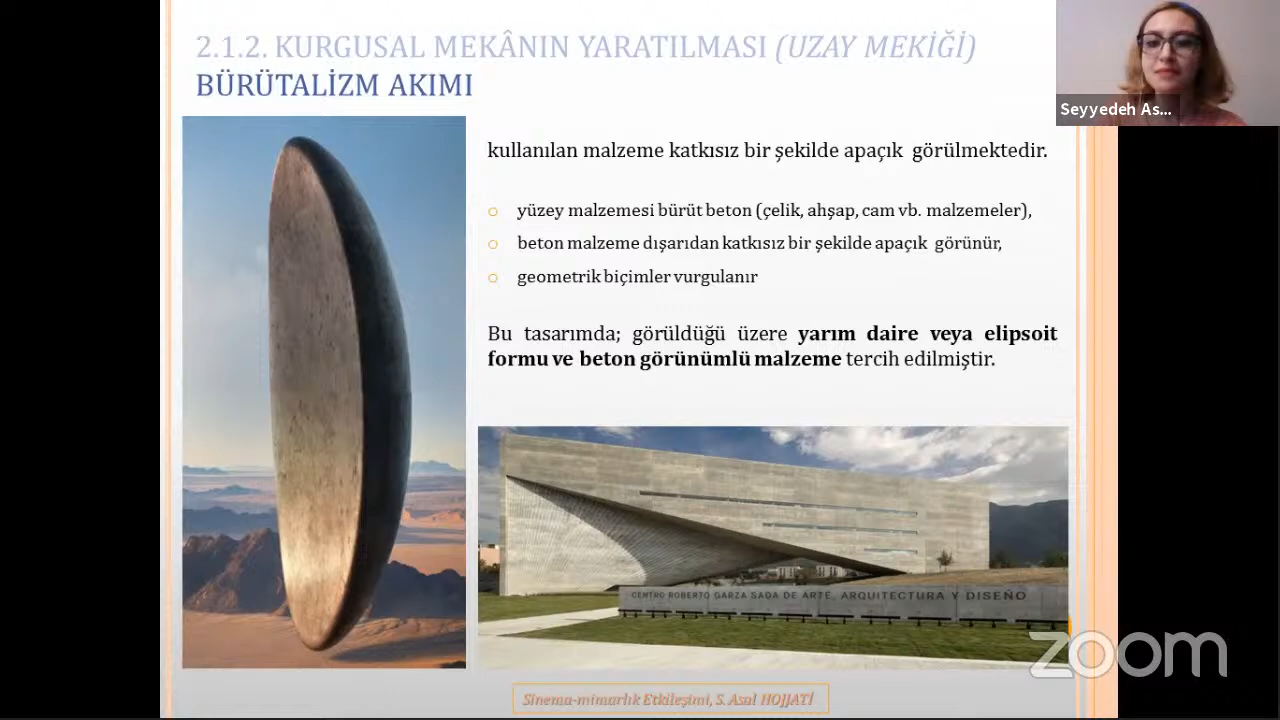 2.1.2. KURGUSAL MEKÂNIN YARATILMASI (UZAY MEKİĞİ)
BÜRÜTALİZM AKIMI
Seyyedeh As...
kullanılan malzeme katkısız bir şekilde apaçık görülmektedir.
yüzey malzemesi bürüt beton (çelik, ahşap, cam vb. malzemeler),
beton malzeme dışarıdan katkısız bir şekilde apaçık görünür,
geometrik biçimler vurgulanır
Bu tasarımda; görüldüğü üzere yarım daire veya elipsoit
formu ve beton görünümlü malzeme tercih edilmiştir.
CENTRO ROBERTO GARZA SADA DE ARTE, ARQUITECTURA Y DISEÑO
zoom
Sinema-mimarlık Etkileşimi, S. Asal HOJJATİ